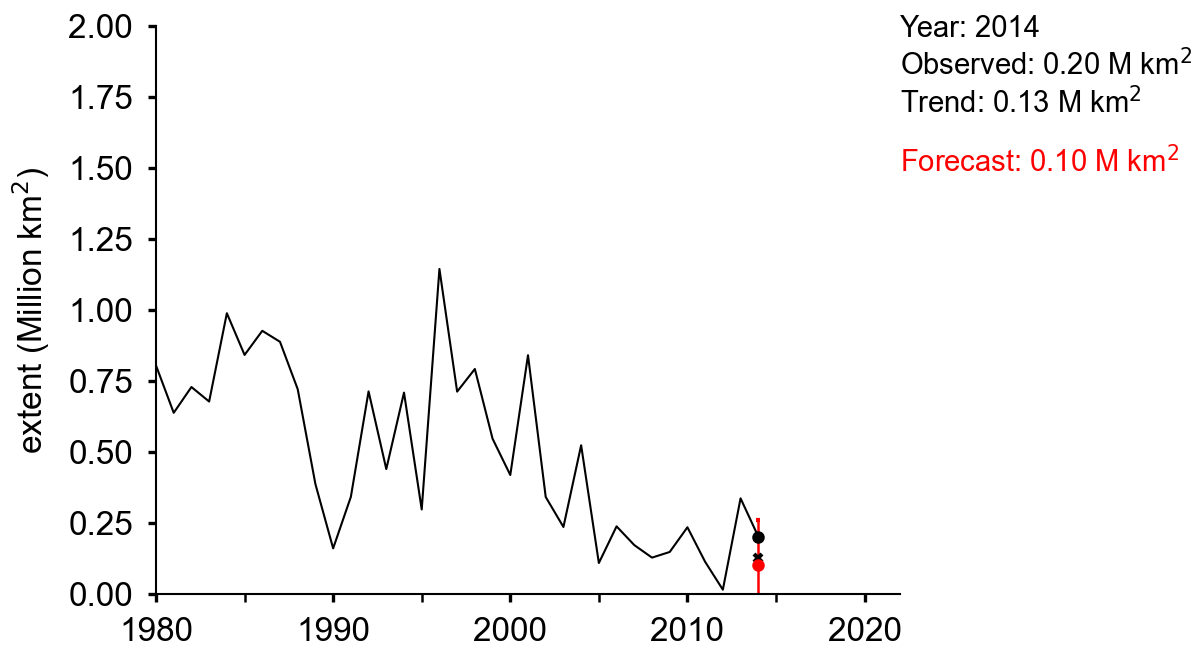 2.00
1.75
1.50
1.25
1.00
0.75
0.50
0.25
0.00
extent (Million km²)
1980 1990 2000 2010 2020
Year: 2014
Observed: 0.20 M km²
Trend: 0.13 M km²
Forecast: 0.10 M km²